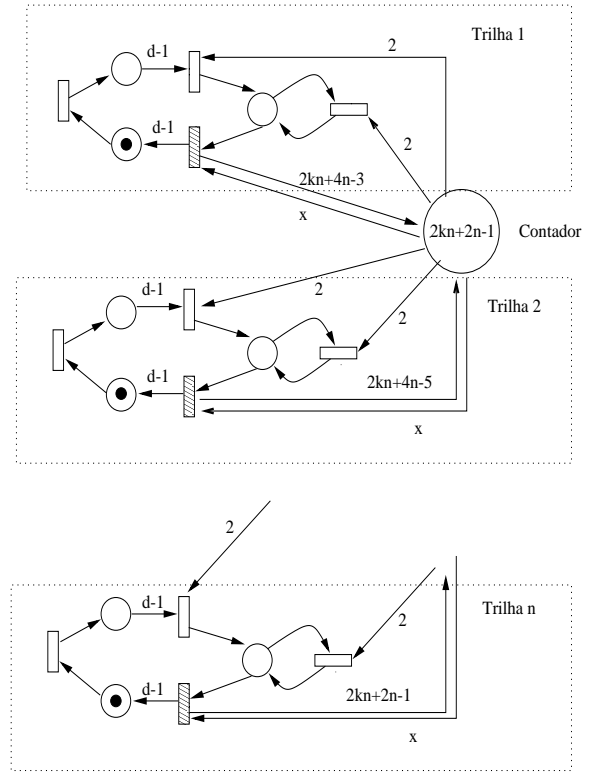 2
Trilha 1
d-1
d-1
2
2kn+4n-3
x
2kn+2n-1
Contador
2
d-1
Trilha 2
2
d-1
2kn+4n-5
x
2
d-1
Trilha n
2
d-1
2kn+2n-1
x